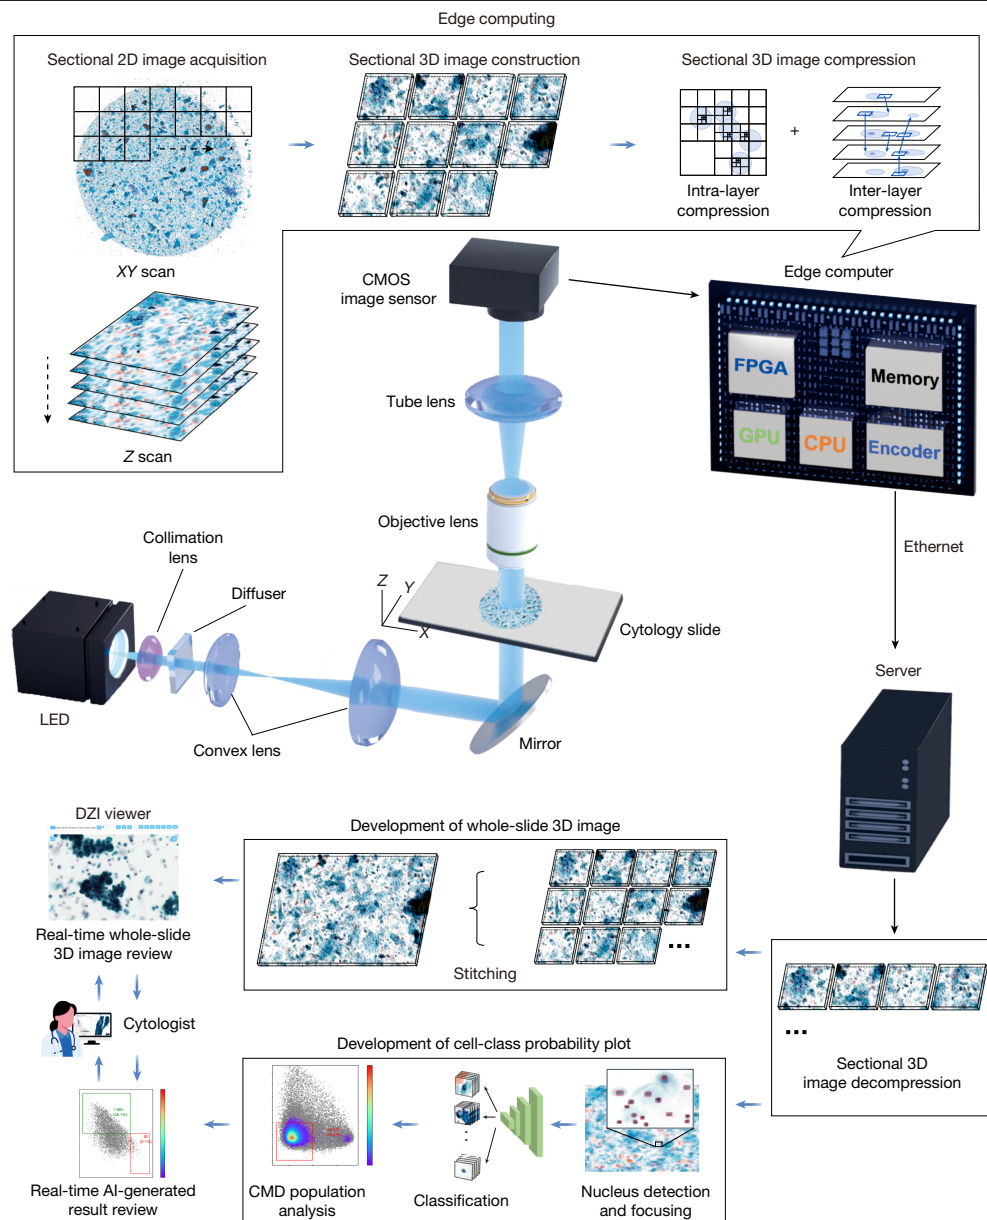 Edge computing
Sectional 2D image acquisition
Sectional 3D image construction
Sectional 3D image compression
+
Intra-layer
compression
Inter-layer
compression
XY scan
Z scan
CMOS
image sensor
Edge computer
FPGA
Memory
GPU
CPU
Encoder
Tube lens
Objective lens
Ethernet
Collimation
lens
Diffuser
Z
Y
X
Cytology slide
Server
LED
Convex lens
Mirror
DZI viewer
Development of whole-slide 3D image
Stitching
...
Real-time whole-slide
3D image review
Cytologist
...
Sectional 3D
image decompression
Development of cell-class probability plot
Real-time AI-generated
result review
CMD population
analysis
Classification
Nucleus detection
and focusing